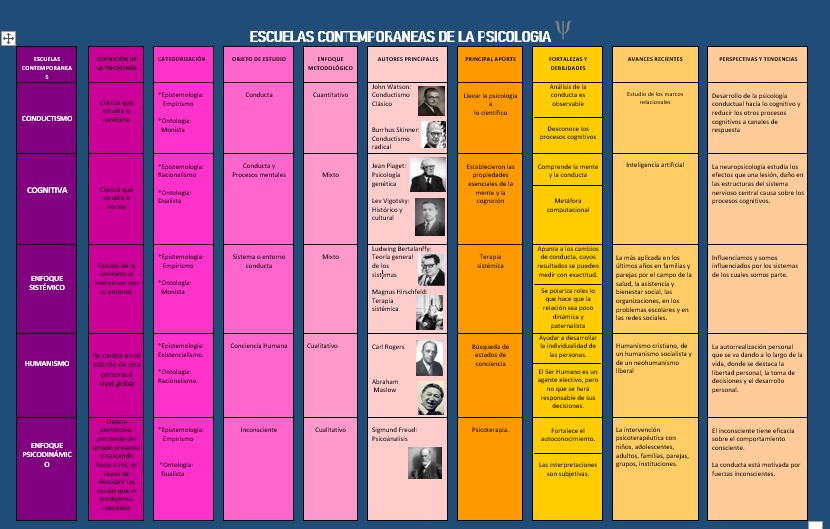 ESCUELAS CONTEMPORANEAS DE LA PSICOLOGIA Ψ
ESCUELAS
CONTEMPORANEA
S
DEFINICIÓN DE
LA PSICOLOGÍA
CATEGORIZACIÓN
OBJETO DE ESTUDIO
ENFOQUE
METODOLÓGICO
AUTORES PRINCIPALES
PRINCIPAL APORTE
FORTALEZAS Y
DEBILIDADES
AVANCES RECIENTES
PERSPECTIVAS Y TENDENCIAS
CONDUCTISMO
Ciencia que
estudia la
conducta
*Epistemología:
Empirismo
*Ontología:
Monista
Conducta
Cuantitativo
John Watson:
Conductismo
Clásico
Burrhus Skinner:
Conductismo
radical
Llevar la psicología
a
lo científico
Análisis de la
conducta es
observable
Desconoce los
procesos cognitivos
Estudio de los marcos
relacionales
Desarrollo de la psicología
conductual hacia lo cognitivo y
reducir los otros procesos
cognitivos a canales de
respuesta
COGNITIVA
Ciencia que
estudia la
mente
*Epistemología:
Racionalismo
*Ontología:
Dualista
Conducta y
Procesos mentales
Mixto
Jean Piaget:
Psicología
genética
Lev Vigotsky:
Histórico y
cultural
Establecieron las
propiedades
esenciales de la
mente y la
cognición
Comprende la mente
y la conducta
Metáfora
computacional
Inteligencia artificial
La neuropsicología estudia los
efectos que una lesión, daño en
las estructuras del sistema
nervioso central causa sobre los
procesos cognitivos.
ENFOQUE
SISTÉMICO
Estudio de la
conducta al
interactuar con
su entorno.
*Epistemología:
Empirismo
*Ontología:
Monista
Sistema o entorno
conducta
Mixto
Ludwing Bertalanffy:
Teoría general
de los
sistemas
Magnus Hirschfeld:
Terapia
sistémica
Terapia
sistémica
Apunta a los cambios
de conducta, cuyos
resultados se pueden
medir con exactitud.
Se polariza roles lo
que hace que la
relación sea poco
dinámica y
paternalista
La más aplicada en los
últimos años en familias y
parejas por el campo de la
salud, la asistencia y
bienestar social, las
organizaciones, en los
problemas escolares y en
las redes sociales.
Influenciamos y somos
influenciados por los sistemas
de los cuales somos parte.
HUMANISMO
Se centra en el
estudio de una
persona a
nivel global
*Epistemología:
Existencialismo.
*Ontología:
Racionalismo.
Conciencia Humana
Cualitativo
Carl Rogers
Abraham
Maslow
Búsqueda de
estados de
conciencia
Ayudar a desarrollar
la individualidad de
las personas.
El Ser Humano es un
agente electivo, pero
no que se hará
responsable de sus
decisiones.
Humanismo cristiano, de
un humanismo socialista y
de un neohumanismo
liberal
La autorrealización personal
que se va dando a lo largo de la
vida, donde se destaca la
libertad personal, la toma de
decisiones y el desarrollo
personal.
ENFOQUE
PSICODINÁMIC
O
Ciencia
postdictiva,
partiendo del
estado presente
y buscando
hacia atrás, es
capaz de
descubrir las
causas que lo
produjeron.
resultado
*Epistemología:
Empirismo
*Ontología:
Dualista
Inconsciente
Cualitativo
Sigmund Freud:
Psicoánalisis
Psicoterapia.
Fortalece el
autoconocimiento.
Las interpretaciones
son subjetivas.
La intervención
psicoterapéutica con
niños, adolescentes,
adultos, familias, parejas,
grupos, instituciones.
El inconsciente tiene eficacia
sobre el comportamiento
consciente.
La conducta está motivada por
fuerzas inconscientes.